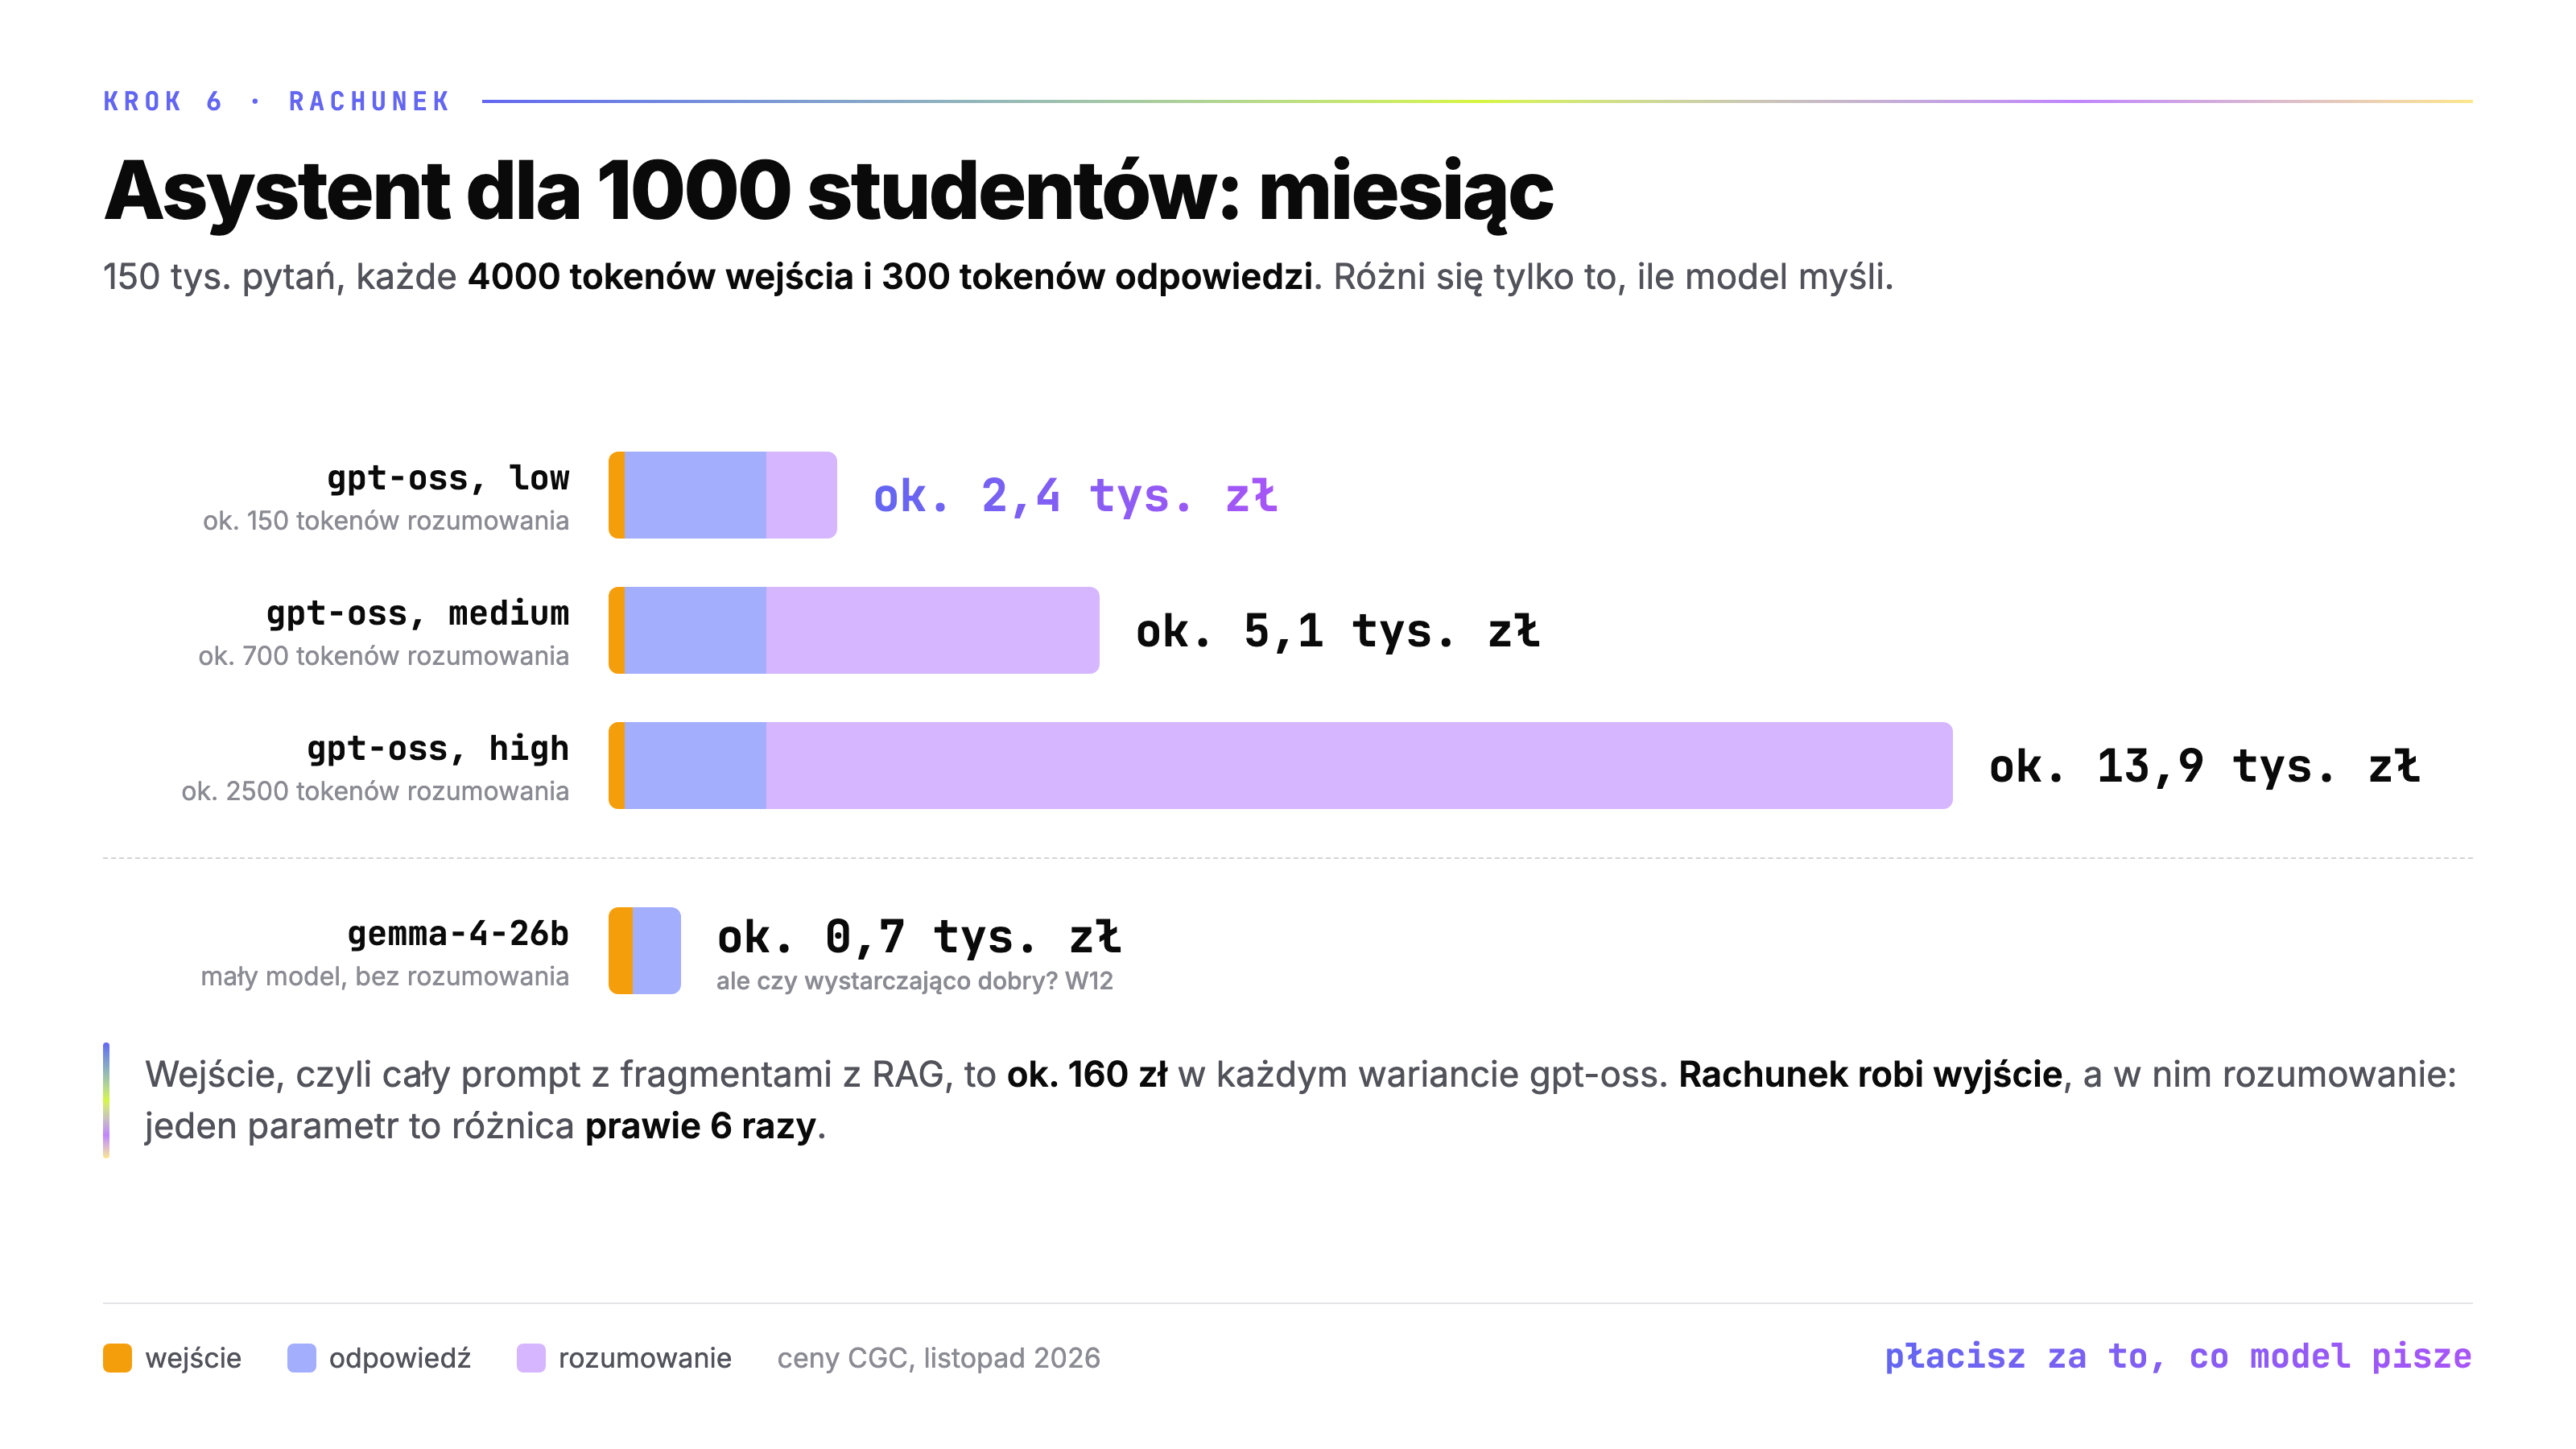 KROK 6 · RACHUNEK
Asystent dla 1000 studentów: miesiąc
150 tys. pytań, każde 4000 tokenów wejścia i 300 tokenów odpowiedzi. Różni się tylko to, ile model myśli.
gpt-oss, low
ok. 150 tokenów rozumowania
ok. 2,4 tys. zł
gpt-oss, medium
ok. 700 tokenów rozumowania
ok. 5,1 tys. zł
gpt-oss, high
ok. 2500 tokenów rozumowania
ok. 13,9 tys. zł
gemma-4-26b
mały model, bez rozumowania
ok. 0,7 tys. zł
ale czy wystarczająco dobry? W12
Wejście, czyli cały prompt z fragmentami z RAG, to ok. 160 zł w każdym wariancie gpt-oss. Rachunek robi wyjście, a w nim rozumowanie:
jeden parametr to różnica prawie 6 razy.
wejście odpowiedź rozumowanie ceny CGC, listopad 2026
płacisz za to, co model pisze